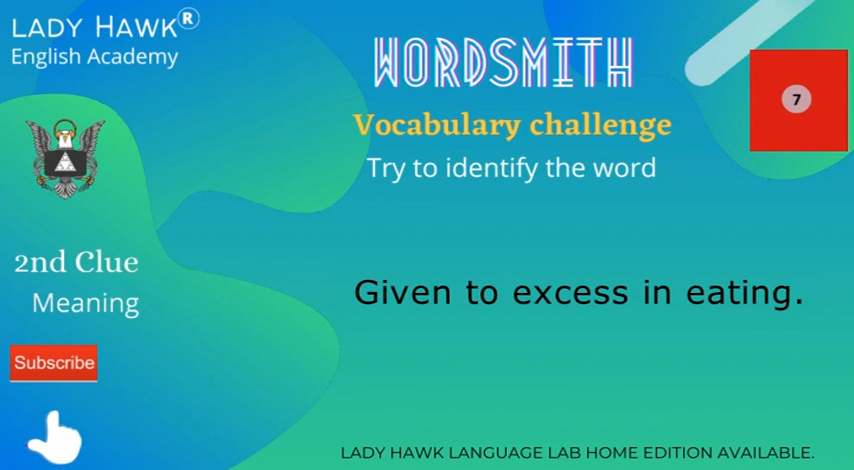 LADY HAWK®
English Academy
WORDSMITH
Vocabulary challenge
Try to identify the word
7
2nd Clue
Meaning
Given to excess in eating.
Subscribe
LADY HAWK LANGUAGE LAB HOME EDITION AVAILABLE.